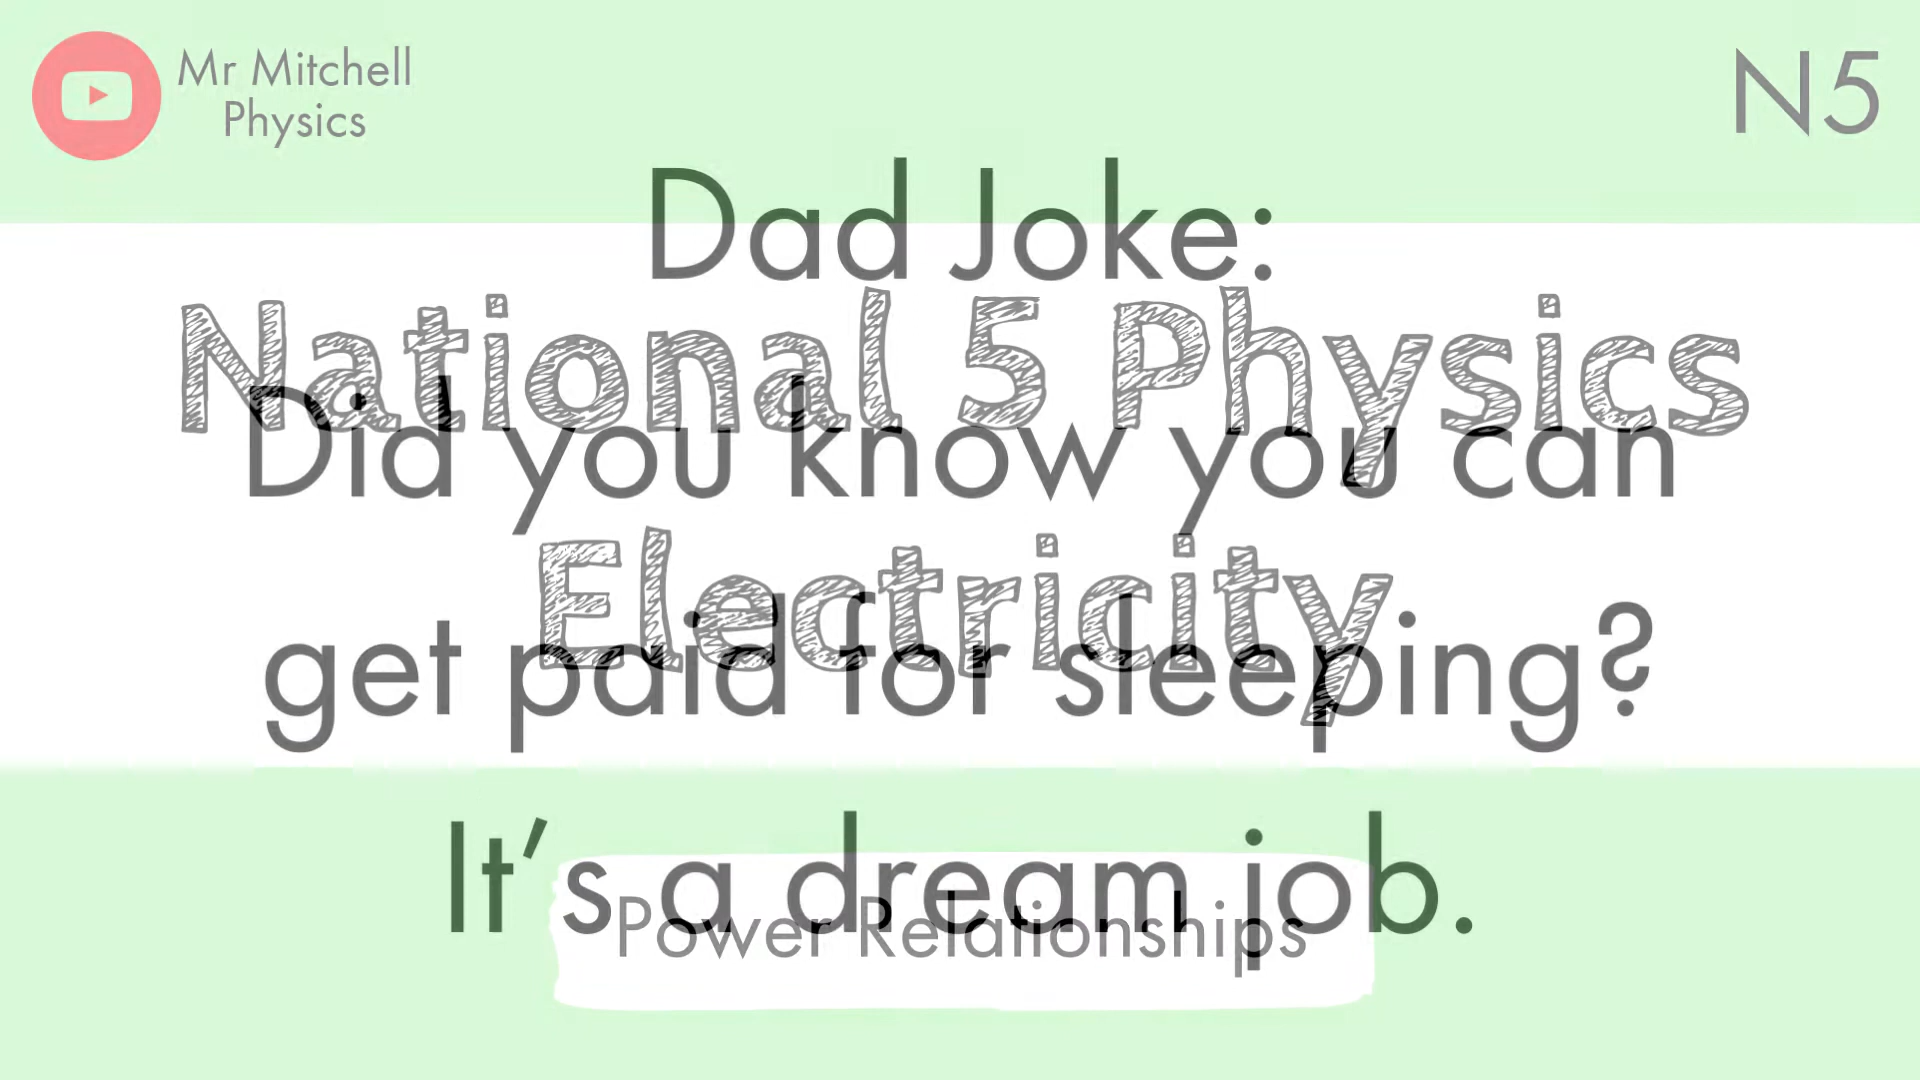 Mr Mitchell
Physics
N5
Dad Joke:
National 5 Physics
Did you know you can
Electricity
get paid for sleeping?
It's a dream job.
Power Relationships